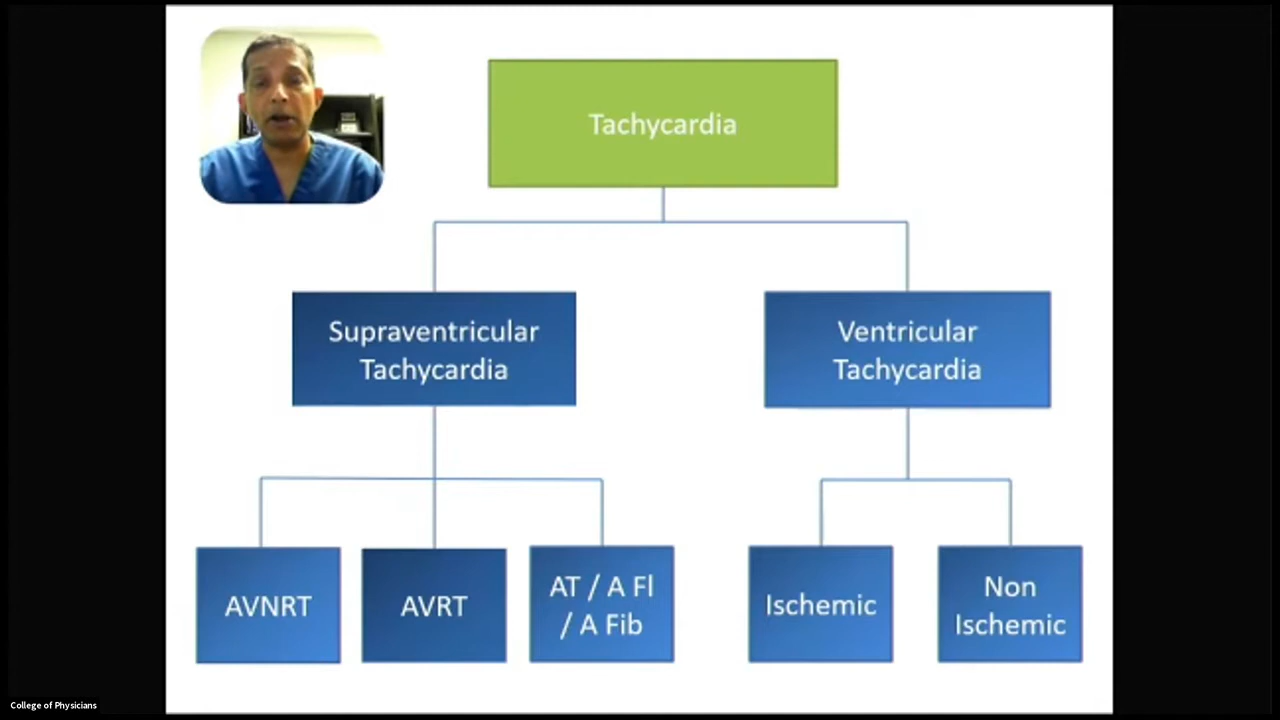 Tachycardia
Supraventricular
Tachycardia
Ventricular
Tachycardia
AVNRT
AVRT
AT / A Fl
/ A Fib
Ischemic
Non
Ischemic
College of Physicians